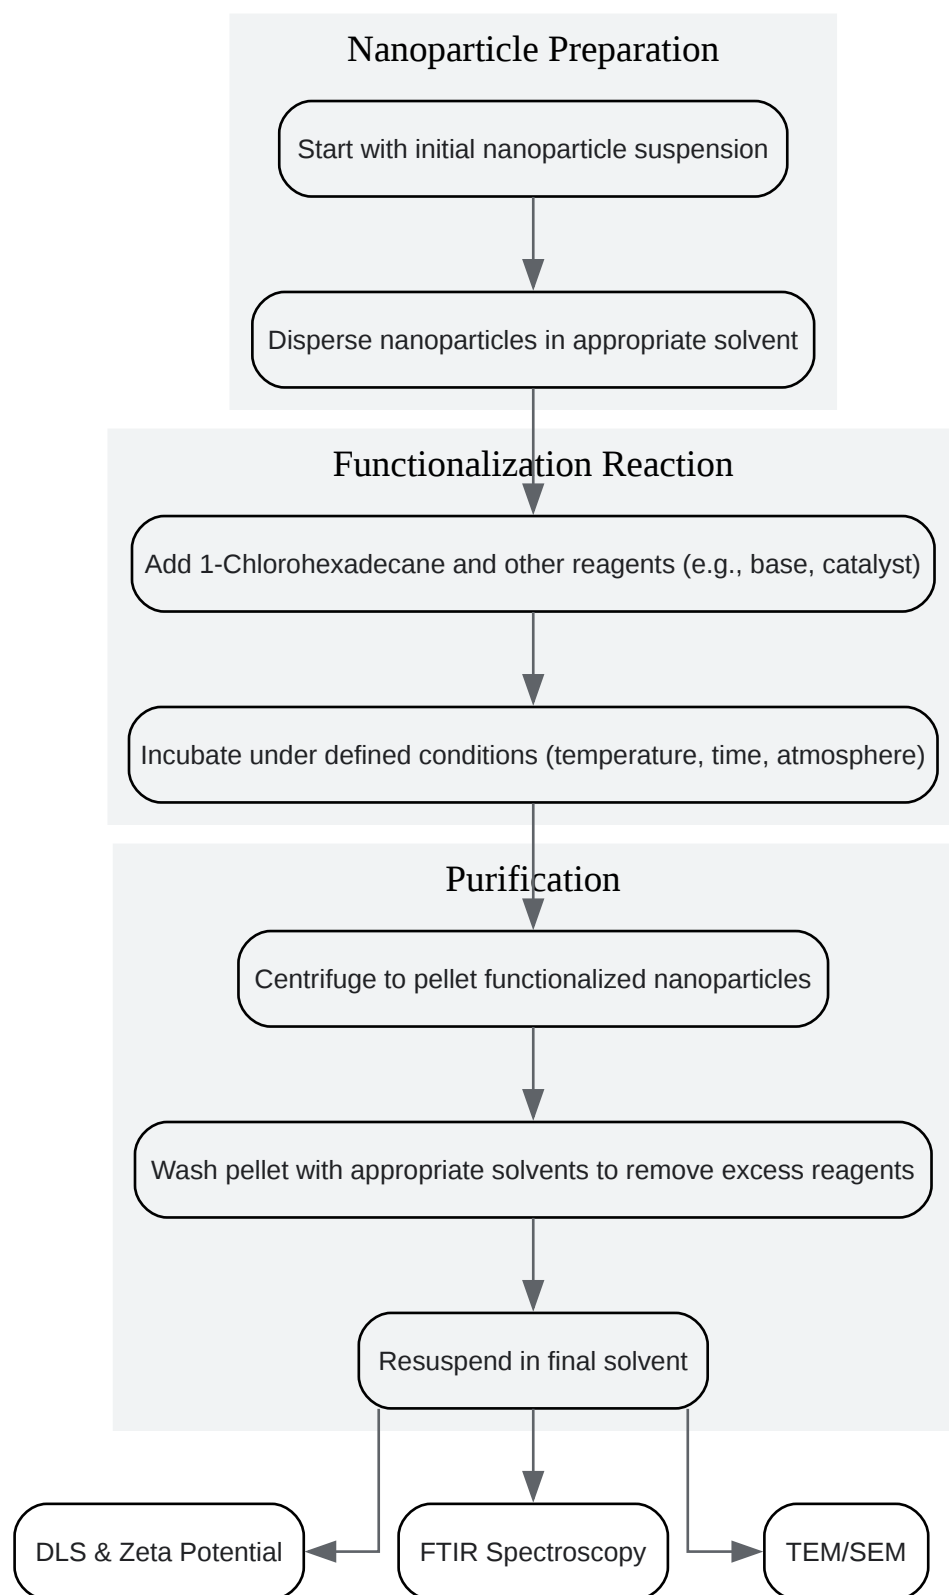 Nanoparticle Preparation
Start with initial nanoparticle suspension
Disperse nanoparticles in appropriate solvent
Functionalization Reaction
Add 1-Chlorohexadecane and other reagents (e.g., base, catalyst)
Incubate under defined conditions (temperature, time, atmosphere)
Purification
Centrifuge to pellet functionalized nanoparticles
Wash pellet with appropriate solvents to remove excess reagents
Resuspend in final solvent
DLS & Zeta Potential
FTIR Spectroscopy
TEM/SEM